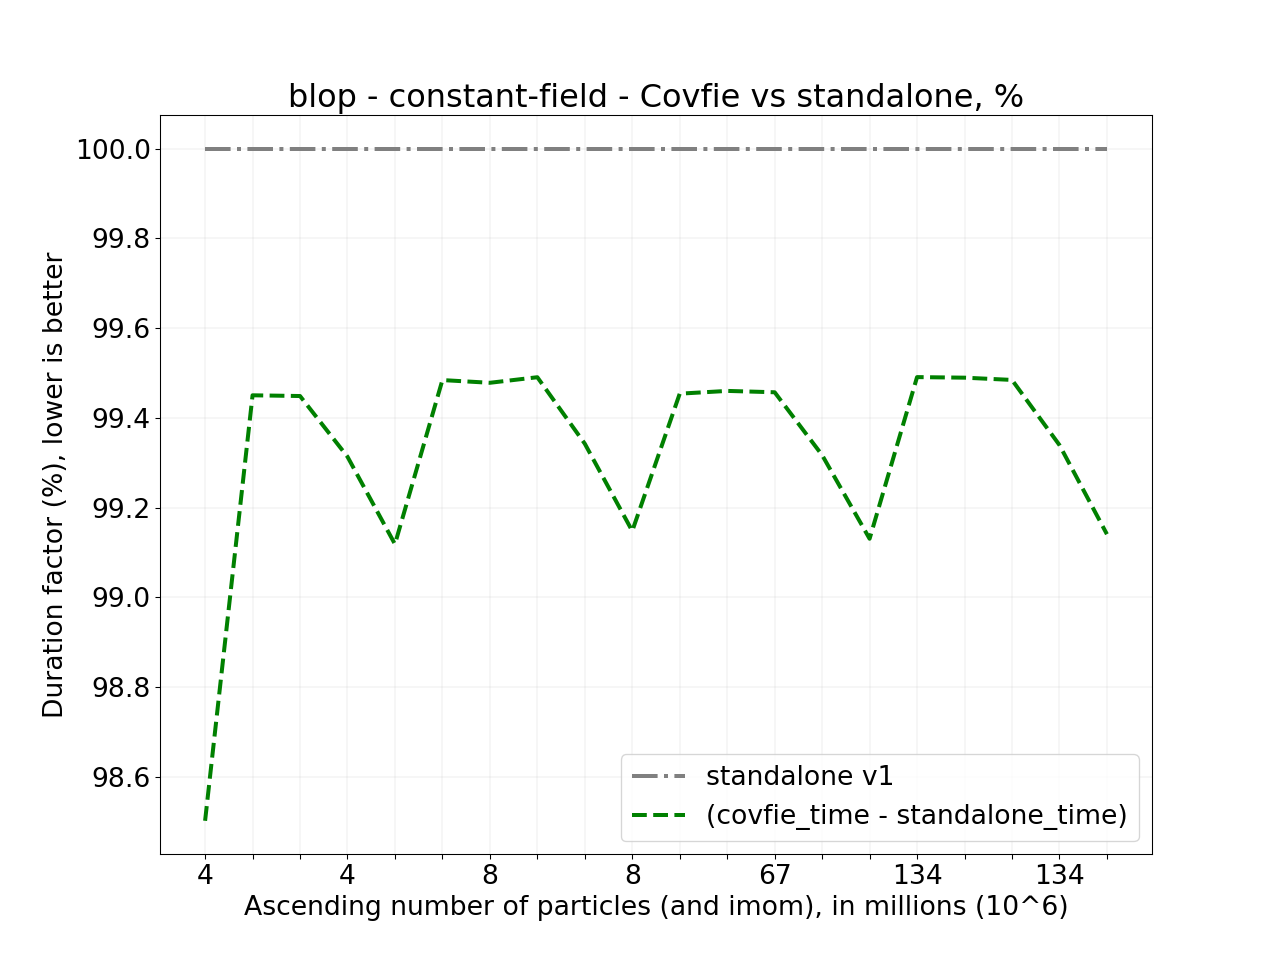 blop - constant-field - Covfie vs standalone, %
100.0
99.8
99.6
99.4
99.2
99.0
98.8
98.6
Duration factor (%), lower is better
standalone v1
(covfie_time - standalone_time)
4 4 8 8 67 134 134
Ascending number of particles (and imom), in millions (10^6)